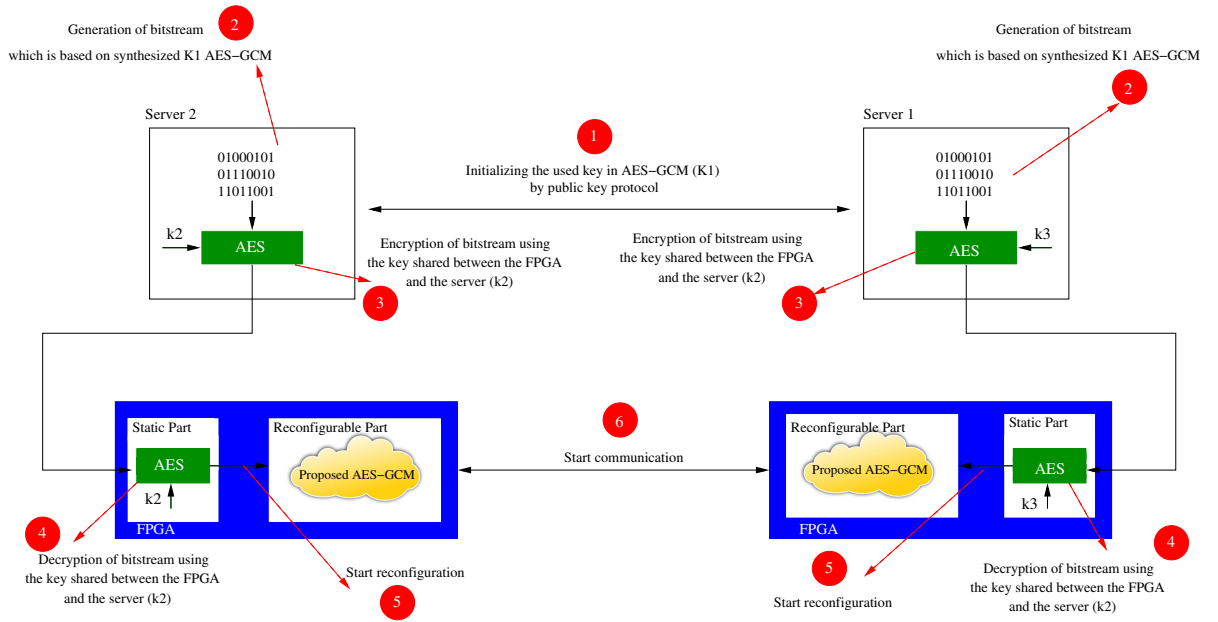 2
Generation of bitstream
which is based on synthesized K1 AES−GCM
Generation of bitstream
which is based on synthesized K1 AES−GCM
2
Server 2
01000101
01110010
11011001
k2
AES
1
Initializing the used key in AES−GCM (K1)
by public key protocol
Server 1
01000101
01110010
11011001
AES
k3
Encryption of bitstream using
the key shared between the FPGA
and the server (k2)
3
Encryption of bitstream using
the key shared between the FPGA
and the server (k2)
3
Static Part
AES
k2
FPGA
Reconfigurable Part
Proposed AES−GCM
6
Start communication
Reconfigurable Part
Proposed AES−GCM
FPGA
Static Part
AES
k3
4
Decryption of bitstream using
the key shared between the FPGA
and the server (k2)
Start reconfiguration
5
5
Start reconfiguration
4
Decryption of bitstream using
the key shared between the FPGA
and the server (k2)